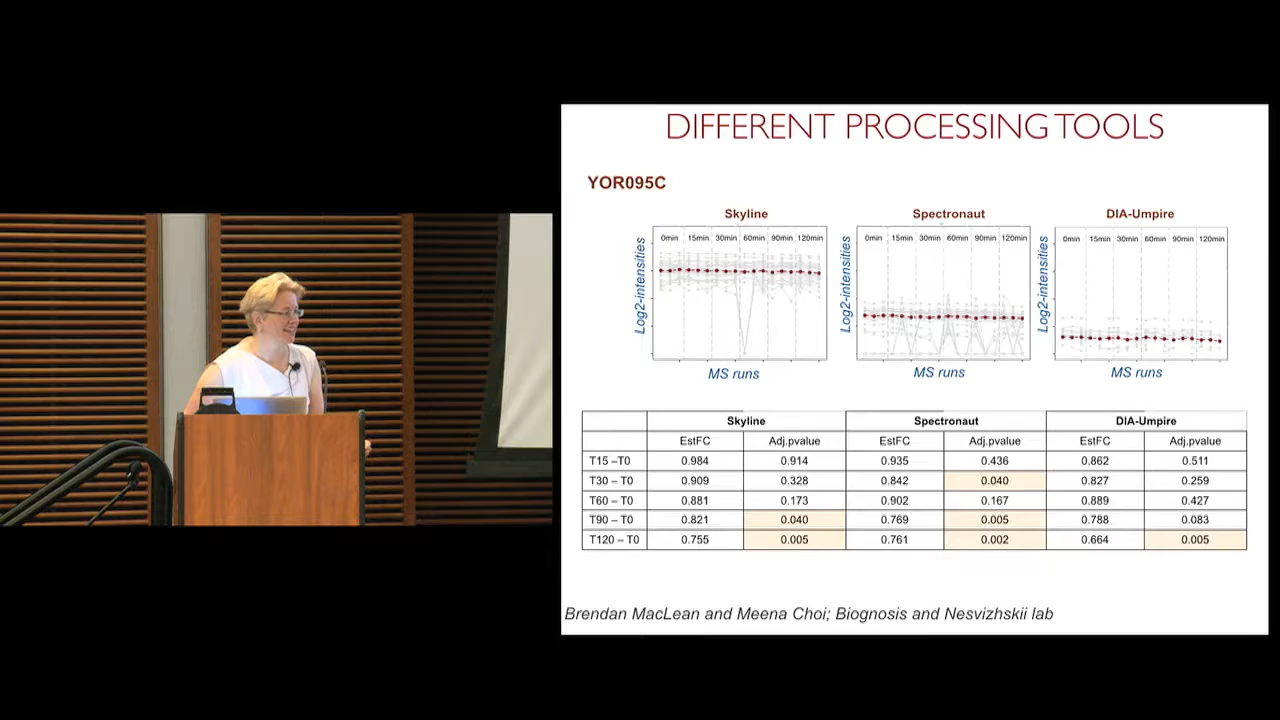 DIFFERENT PROCESSING TOOLS
YOR095C
Skyline Spectronaut DIA-Umpire
0min 15min 30min 60min 90min 120min 0min 15min 30min 60min 90min 120min 0min 15min 30min 60min 90min 120min
Log2-intensities Log2-intensities Log2-intensities
MS runs MS runs MS runs
Skyline Spectronaut DIA-Umpire
EstFC Adj.pvalue EstFC Adj.pvalue EstFC Adj.pvalue
T15 –T0 0.984 0.914 0.935 0.436 0.862 0.511
T30 – T0 0.909 0.328 0.842 0.040 0.827 0.259
T60 – T0 0.881 0.173 0.902 0.167 0.889 0.427
T90 – T0 0.821 0.040 0.769 0.005 0.788 0.083
T120 – T0 0.755 0.005 0.761 0.002 0.664 0.005
Brendan MacLean and Meena Choi; Biognosis and Nesvizhskii lab